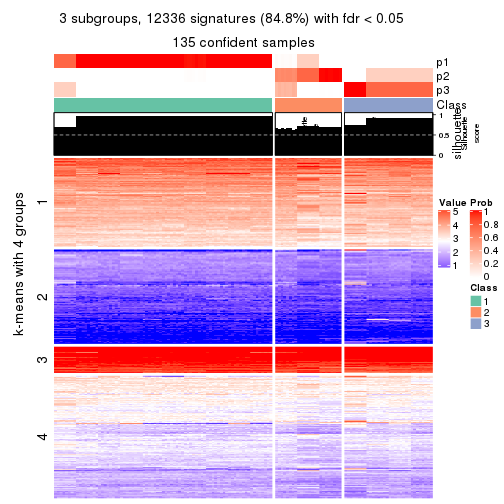 3 subgroups, 12336 signatures (84.8%) with fdr < 0.05
135 confident samples
p1
p2
p3
Class
1
0.5
0
silhouette
Silhouette
score
k-means with 4 groups
1
2
3
4
Value
5
4
3
2
1
Prob
1
0.8
0.6
0.4
0.2
0
Class
1
2
3